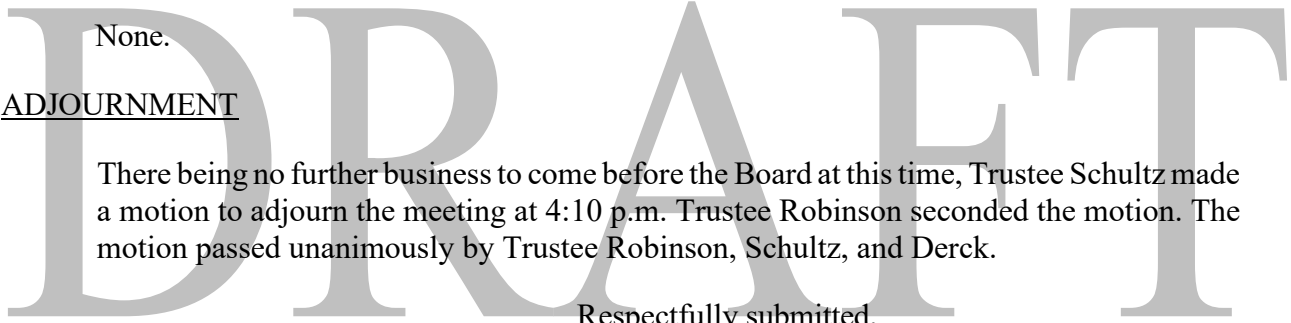 DRAFT
None.
ADJOURNMENT
There being no further business to come before the Board at this time, Trustee Schultz made
a motion to adjourn the meeting at 4:10 p.m. Trustee Robinson seconded the motion. The
motion passed unanimously by Trustee Robinson, Schultz, and Derck.
Respectfully submitted,